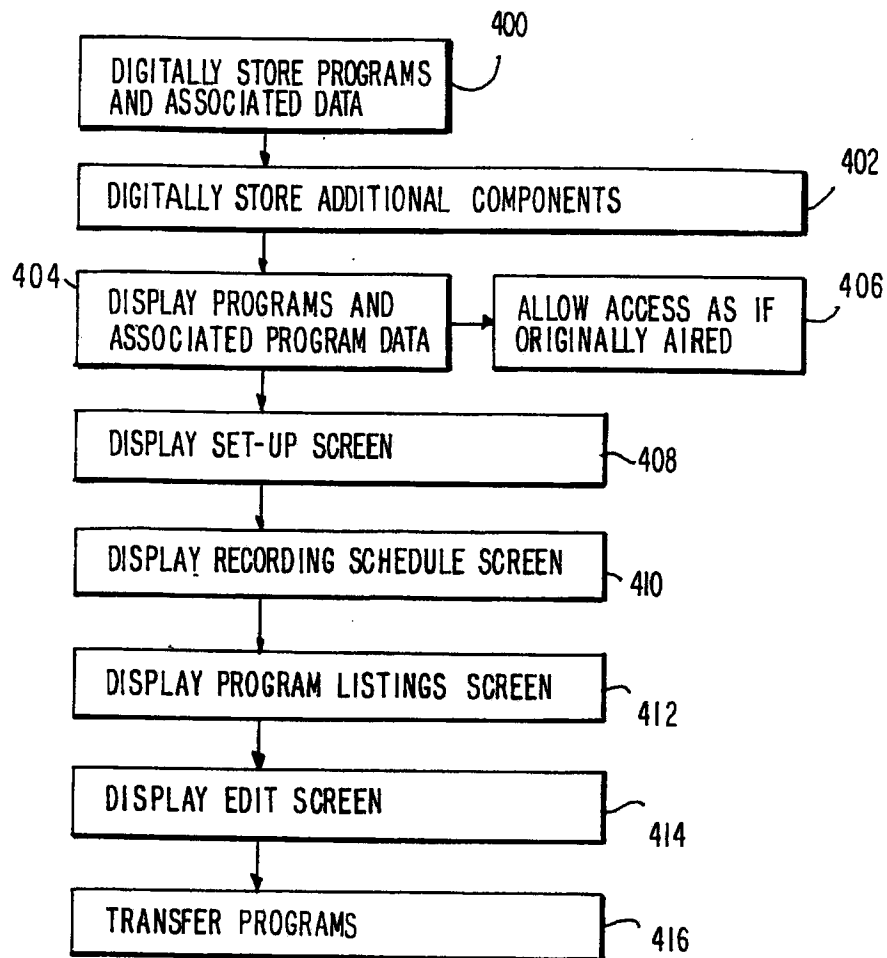 400
DIGITALLY STORE PROGRAMS
AND ASSOCIATED DATA
402
DIGITALLY STORE ADDITIONAL COMPONENTS
404
DISPLAY PROGRAMS AND
ASSOCIATED PROGRAM DATA
406
ALLOW ACCESS AS IF
ORIGINALLY AIRED
DISPLAY SET-UP SCREEN
408
DISPLAY RECORDING SCHEDULE SCREEN
410
DISPLAY PROGRAM LISTINGS SCREEN
412
DISPLAY EDIT SCREEN
414
TRANSFER PROGRAMS
416